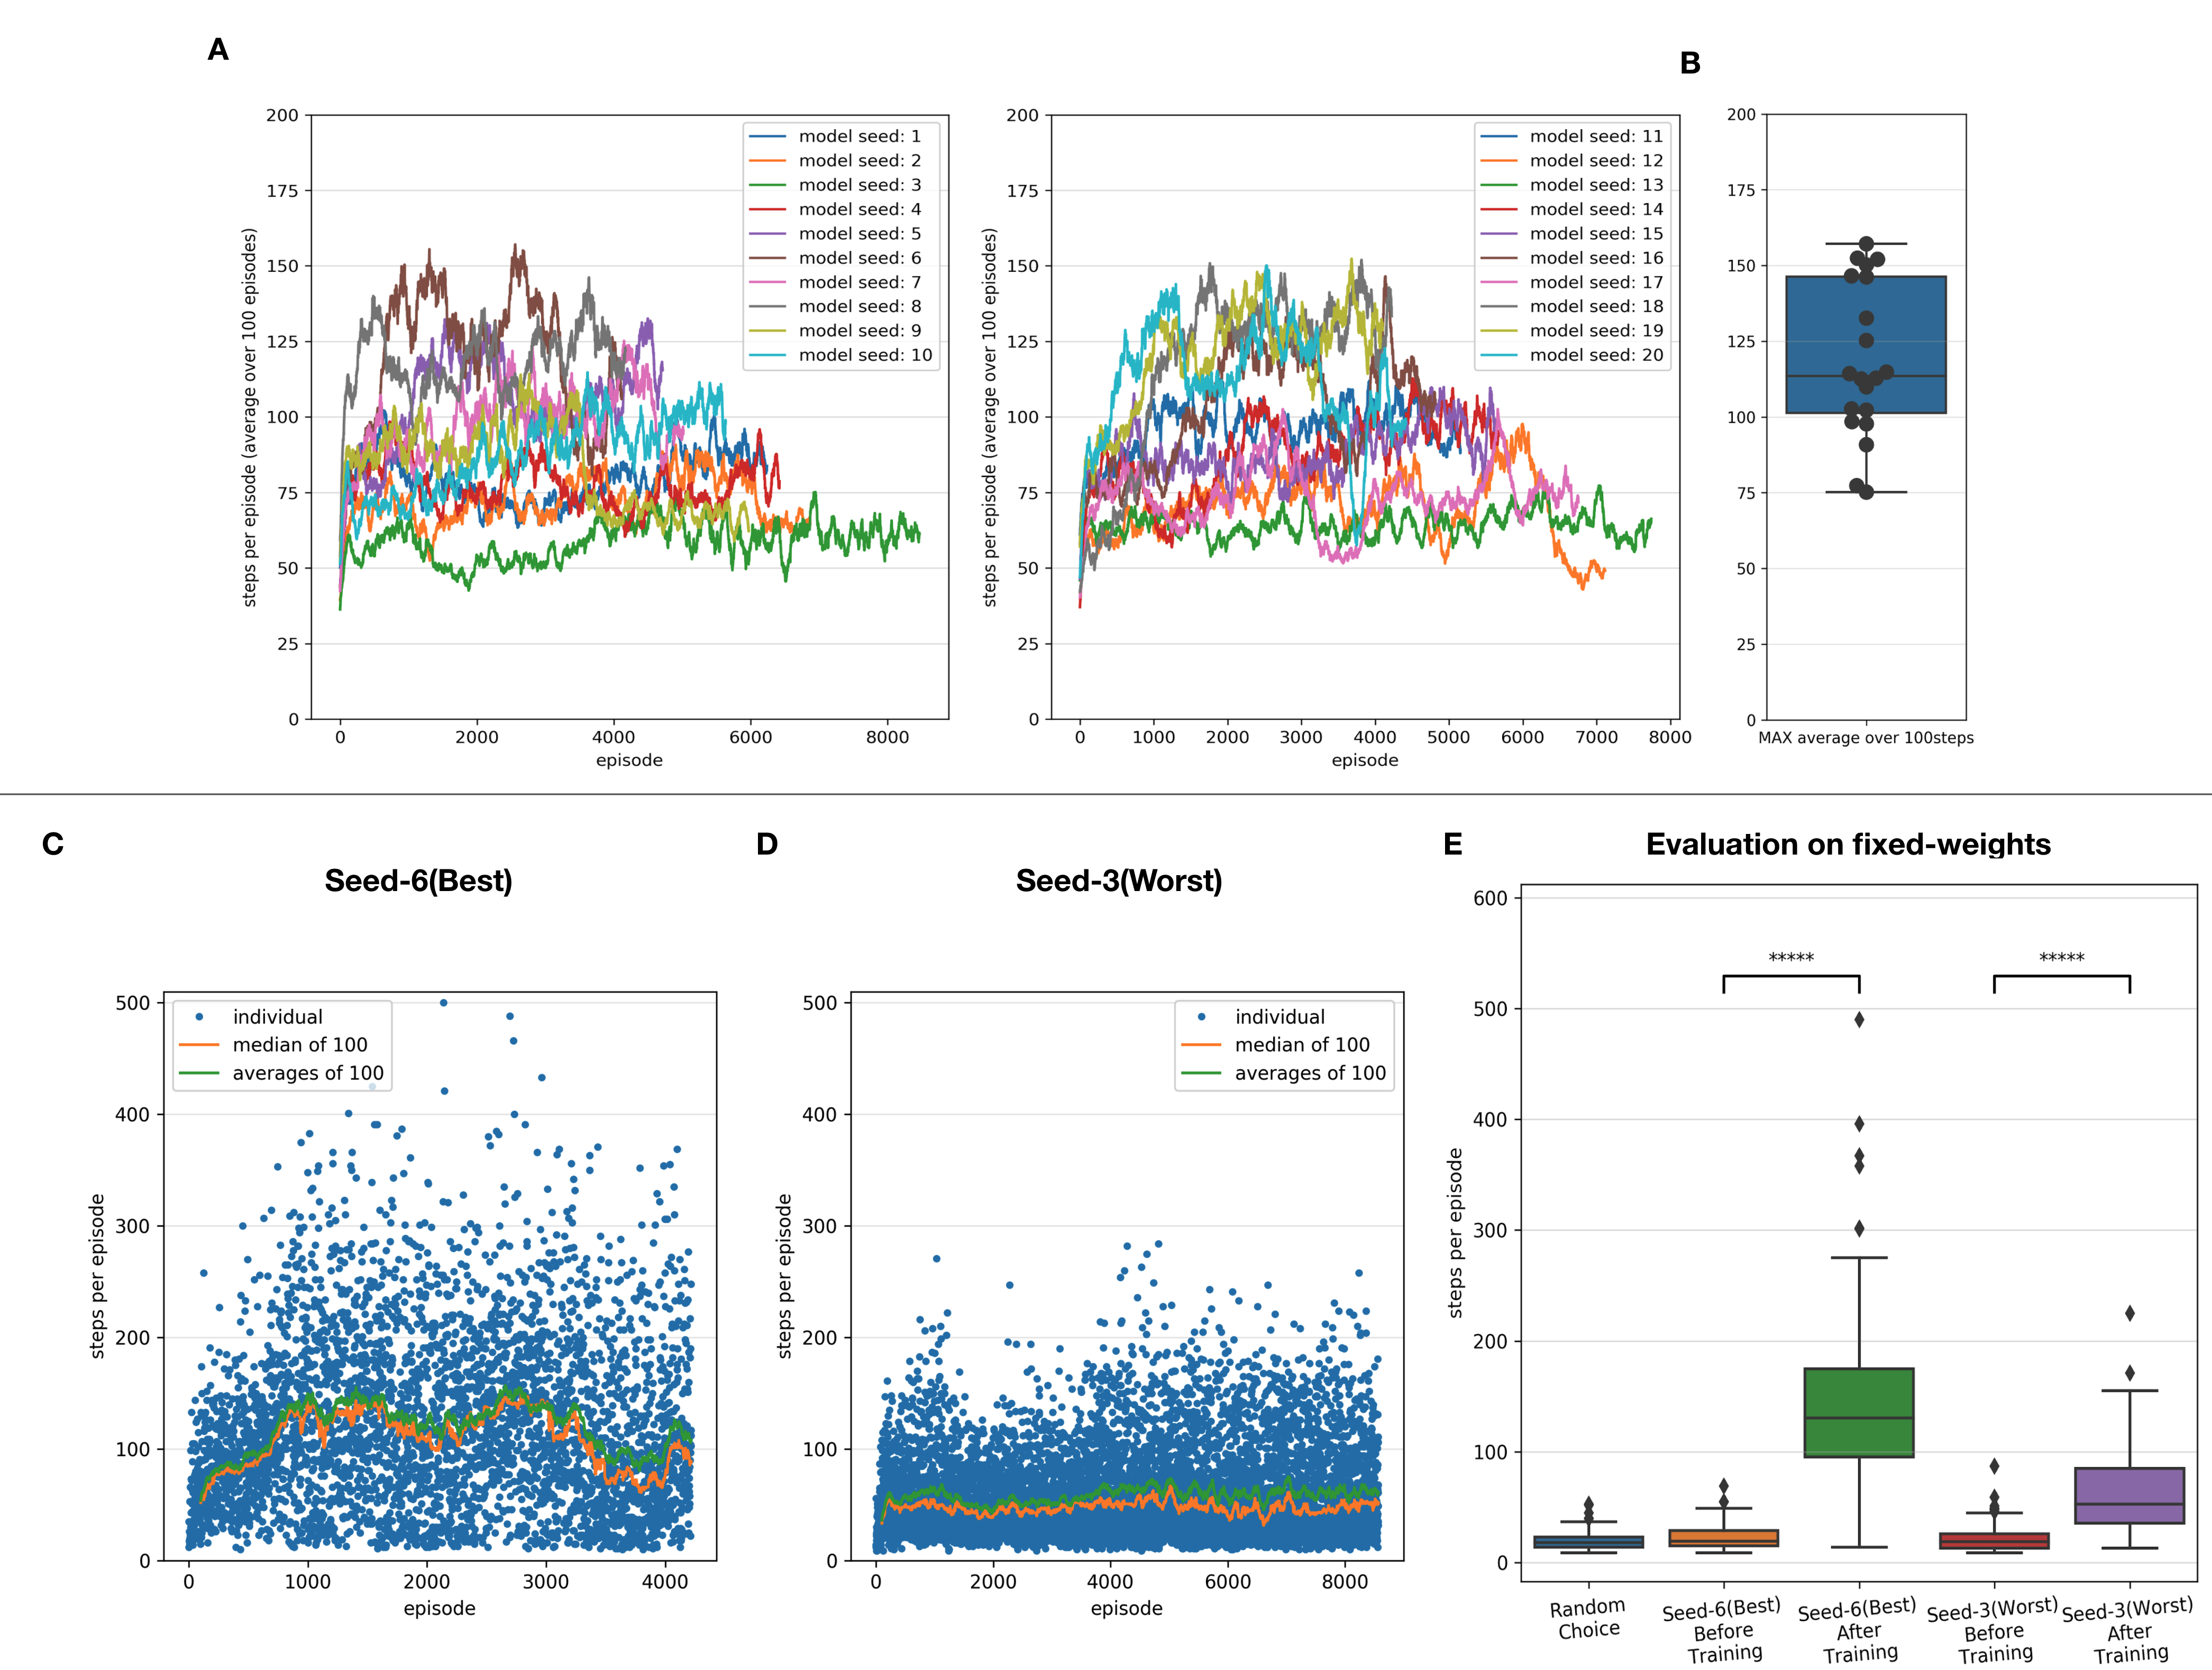 A
B
200
175
150
125
100
75
50
25
0
steps per episode (average over 100 episodes)
model seed: 1
model seed: 2
model seed: 3
model seed: 4
model seed: 5
model seed: 6
model seed: 7
model seed: 8
model seed: 9
model seed: 10
0 2000 4000 6000 8000
episode
200
175
150
125
100
75
50
25
0
steps per episode (average over 100 episodes)
model seed: 11
model seed: 12
model seed: 13
model seed: 14
model seed: 15
model seed: 16
model seed: 17
model seed: 18
model seed: 19
model seed: 20
0 1000 2000 3000 4000 5000 6000 7000 8000
episode
200
175
150
125
100
75
50
25
0
MAX average over 100steps
C
Seed-6(Best)
500
400
300
200
100
0
steps per episode
individual
median of 100
averages of 100
0 1000 2000 3000 4000
episode
D
Seed-3(Worst)
500
400
300
200
100
0
steps per episode
individual
median of 100
averages of 100
0 2000 4000 6000 8000
episode
E
Evaluation on fixed-weights
600
500
400
300
200
100
0
steps per episode
*****
*****
Random
Choice
Seed-6(Best)
Before
Training
Seed-6(Best)
After
Training
Seed-3(Worst)
Before
Training
Seed-3(Worst)
After
Training